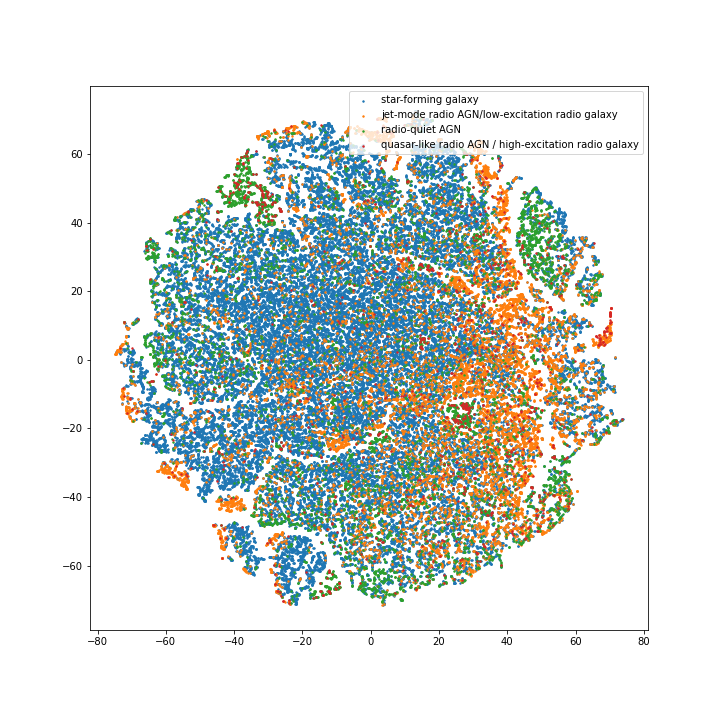 star-forming galaxy
jet-mode radio AGN/low-excitation radio galaxy
radio-quiet AGN
quasar-like radio AGN / high-excitation radio galaxy
60
40
20
0
−20
−40
−60
−80 −60 −40 −20 0 20 40 60 80